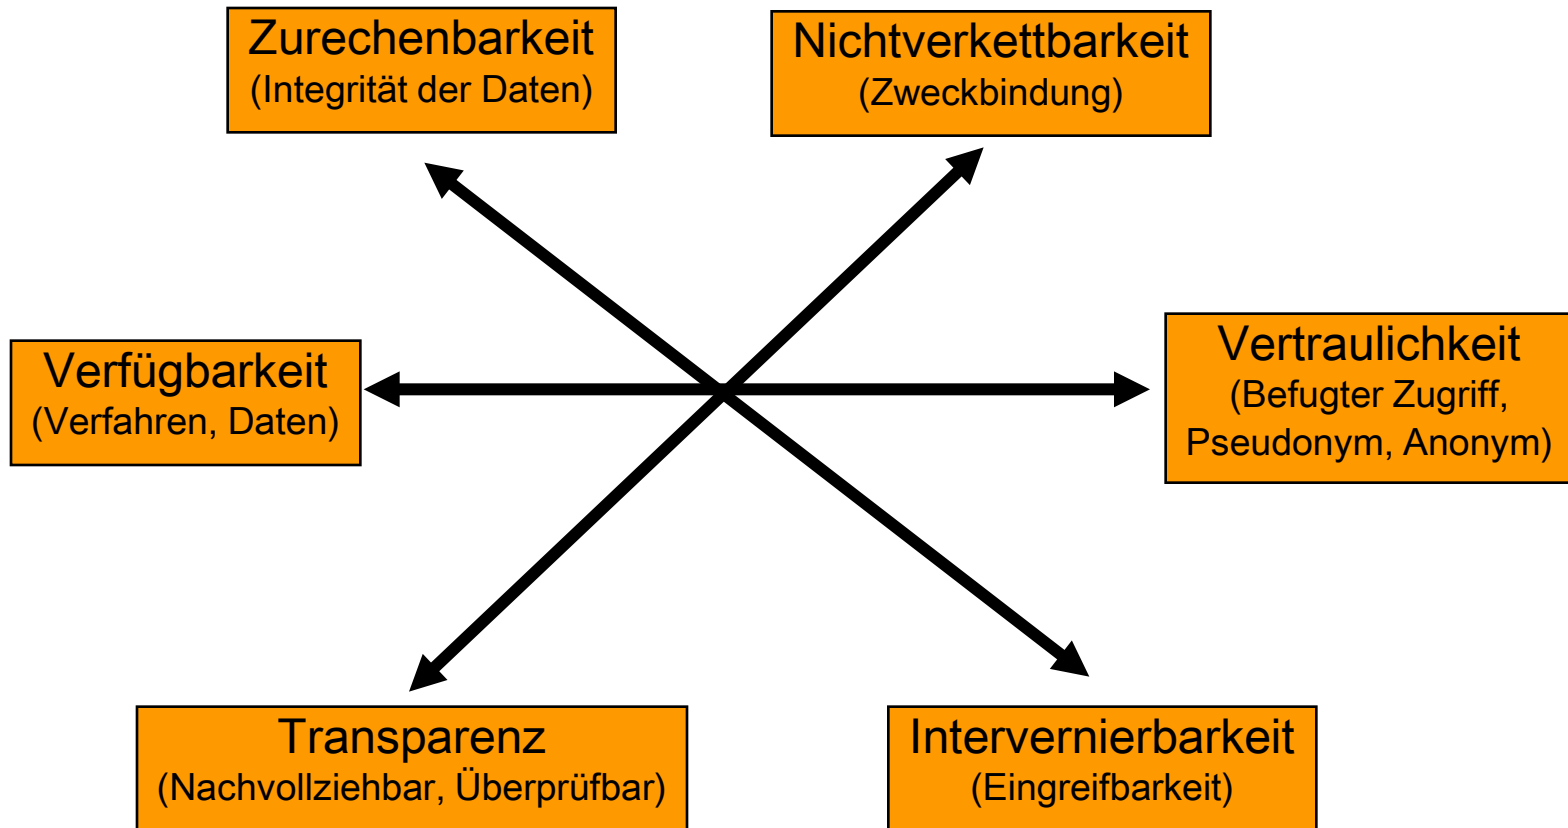 Zurechenbarkeit
(Integrität der Daten)
Nichtverkettbarkeit
(Zweckbindung)
Verfügbarkeit
(Verfahren, Daten)
Vertraulichkeit
(Befugter Zugriff,
Pseudonym, Anonym)
Transparenz
(Nachvollziehbar, Überprüfbar)
Intervernierbarkeit
(Eingreifbarkeit)